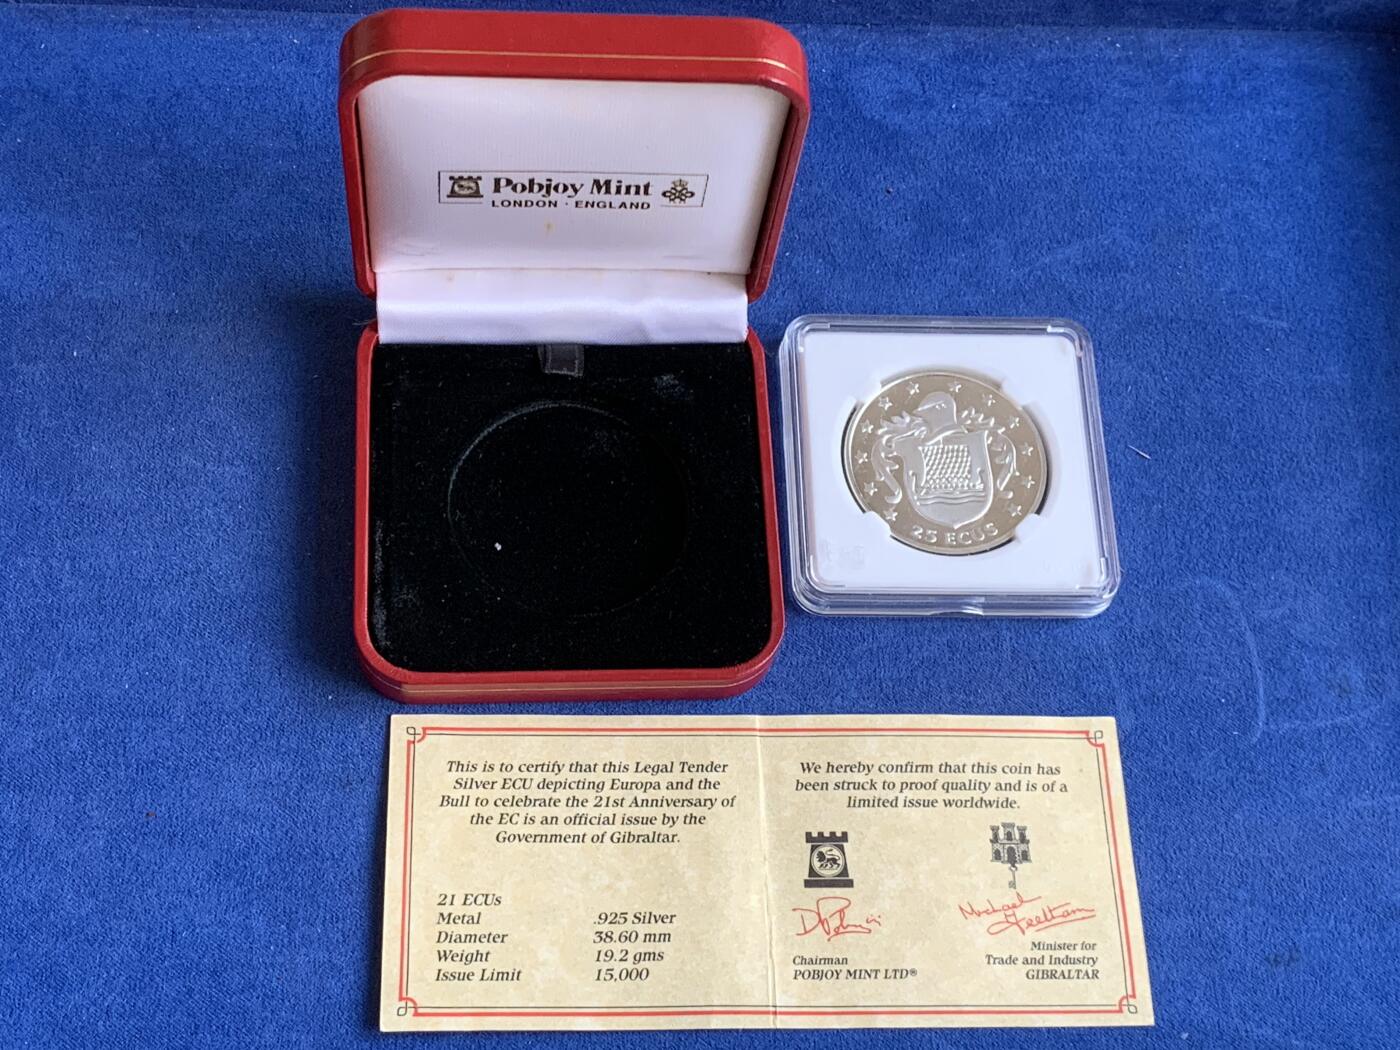 Pobjoy Mint
LONDON · ENGLAND
25 ECUS
This is to certify that this Legal Tender
Silver ECU depicting Europa and the
Bull to celebrate the 21st Anniversary of
the EC is an official issue by the
Government of Gibraltar.
21 ECUs
Metal .925 Silver
Diameter 38.60 mm
Weight 19.2 gms
Issue Limit 15,000
We hereby confirm that this coin has
been struck to proof quality and is of a
limited issue worldwide.
Michael
Feetham
Chairman
POBJOY MINT LTD®
Minister for
Trade and Industry
GIBRALTAR